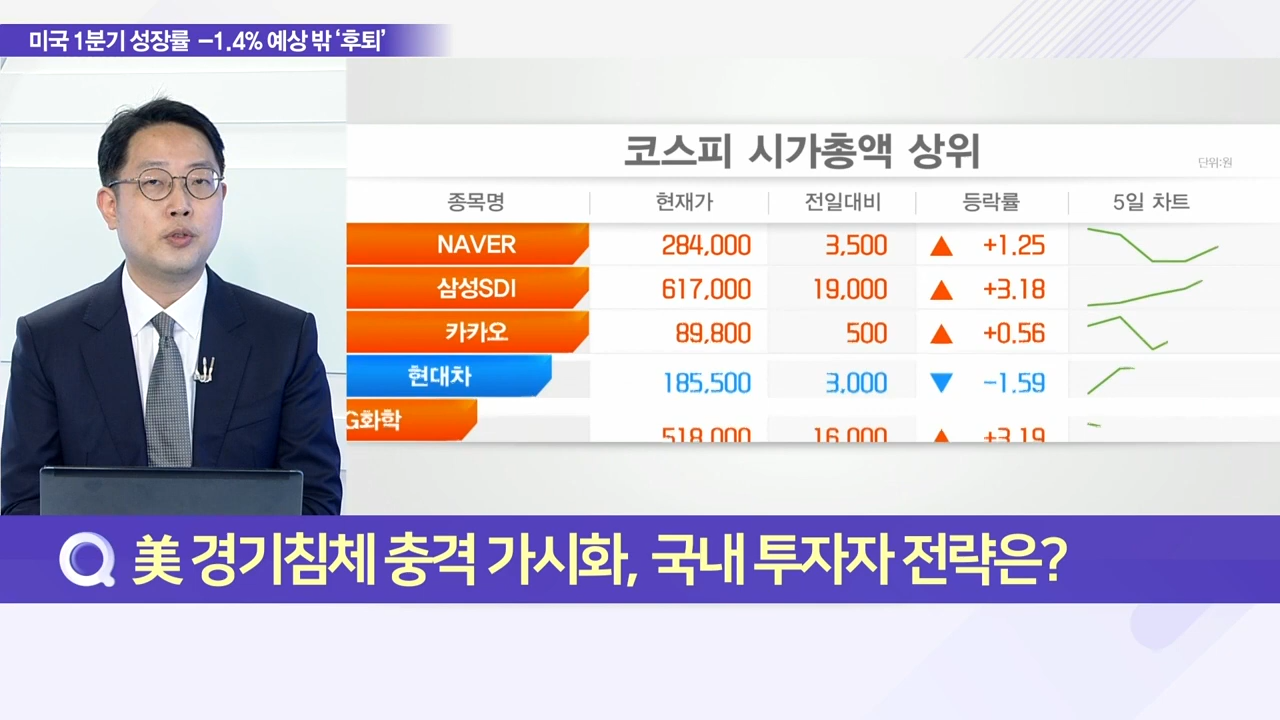 미국 1분기 성장률 -1.4% 예상 밖 '후퇴'
코스피 시가총액 상위
단위:원
종목명 현재가 전일대비 등락률 5일 차트
NAVER 284,000 3,500 ▲ +1.25
삼성SDI 617,000 19,000 ▲ +3.18
카카오 89,800 500 ▲ +0.56
현대차 185,500 3,000 ▼ -1.59
G화학 518,000 16,000 ▲ +3.19
Q 美 경기침체 충격 가시화, 국내 투자자 전략은?